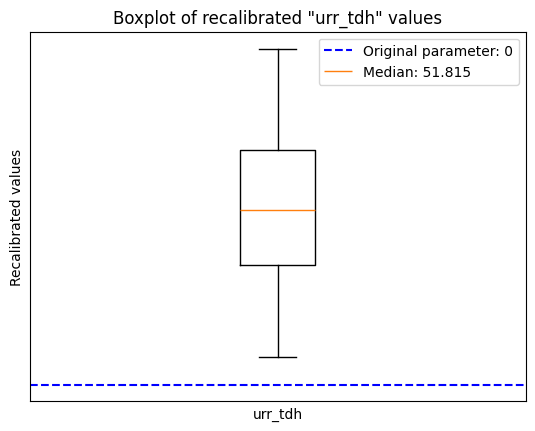 Boxplot of recalibrated "urr_tdh" values
Original parameter: 0
Median: 51.815
Recalibrated values
urr_tdh